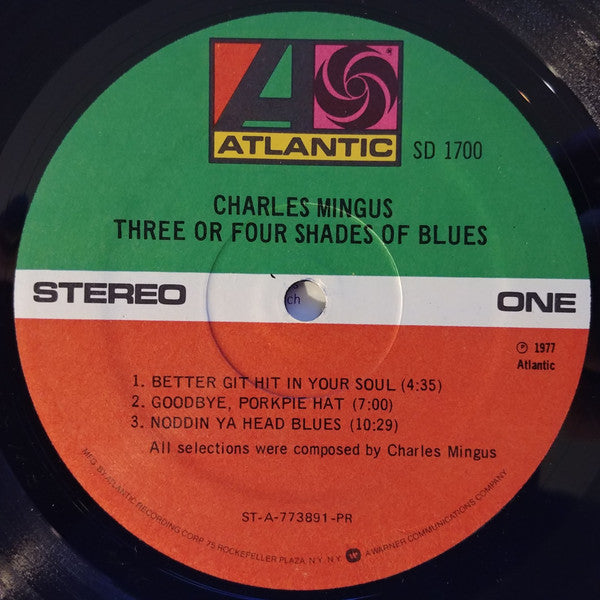 ATLANTIC
SD 1700
CHARLES MINGUS
THREE OR FOUR SHADES OF BLUES
STEREO
ch
ONE
℗ 1977
Atlantic
1. BETTER GIT HIT IN YOUR SOUL (4:35)
2. GOODBYE, PORKPIE HAT (7:00)
3. NODDIN YA HEAD BLUES (10:29)
All selections were composed by Charles Mingus
ST-A-773891-PR
MFG. BY ATLANTIC RECORDING CORP. 75 ROCKEFELLER PLAZA, N.Y. N.Y. A WARNER COMMUNICATIONS COMPANY